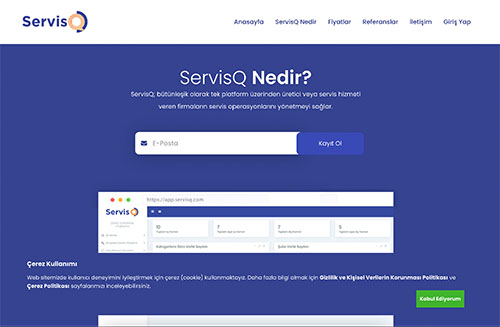 ServisQ
Anasayfa ServisQ Nedir Fiyatlar Referanslar İletişim Giriş Yap
ServisQ Nedir?
ServisQ; bütünleşik olarak tek platform üzerinden üretici veya servis hizmeti
veren firmaların servis operasyonlarını yönetmeyi sağlar.
E-Posta
Kayıt Ol
https://app.servisq.com
ServisQ
10
7
7
5
Çerez Kullanımı
Web sitemizde kullanıcı deneyimini iyileştirmek için çerez [cookie] kullanmaktayız. Daha fazla bilgi almak için Gizlilik ve Kişisel Verilerin Korunması Politikası ve
Çerez Politikası sayfalarımızı inceleyebilirsiniz.
Kabul Ediyorum